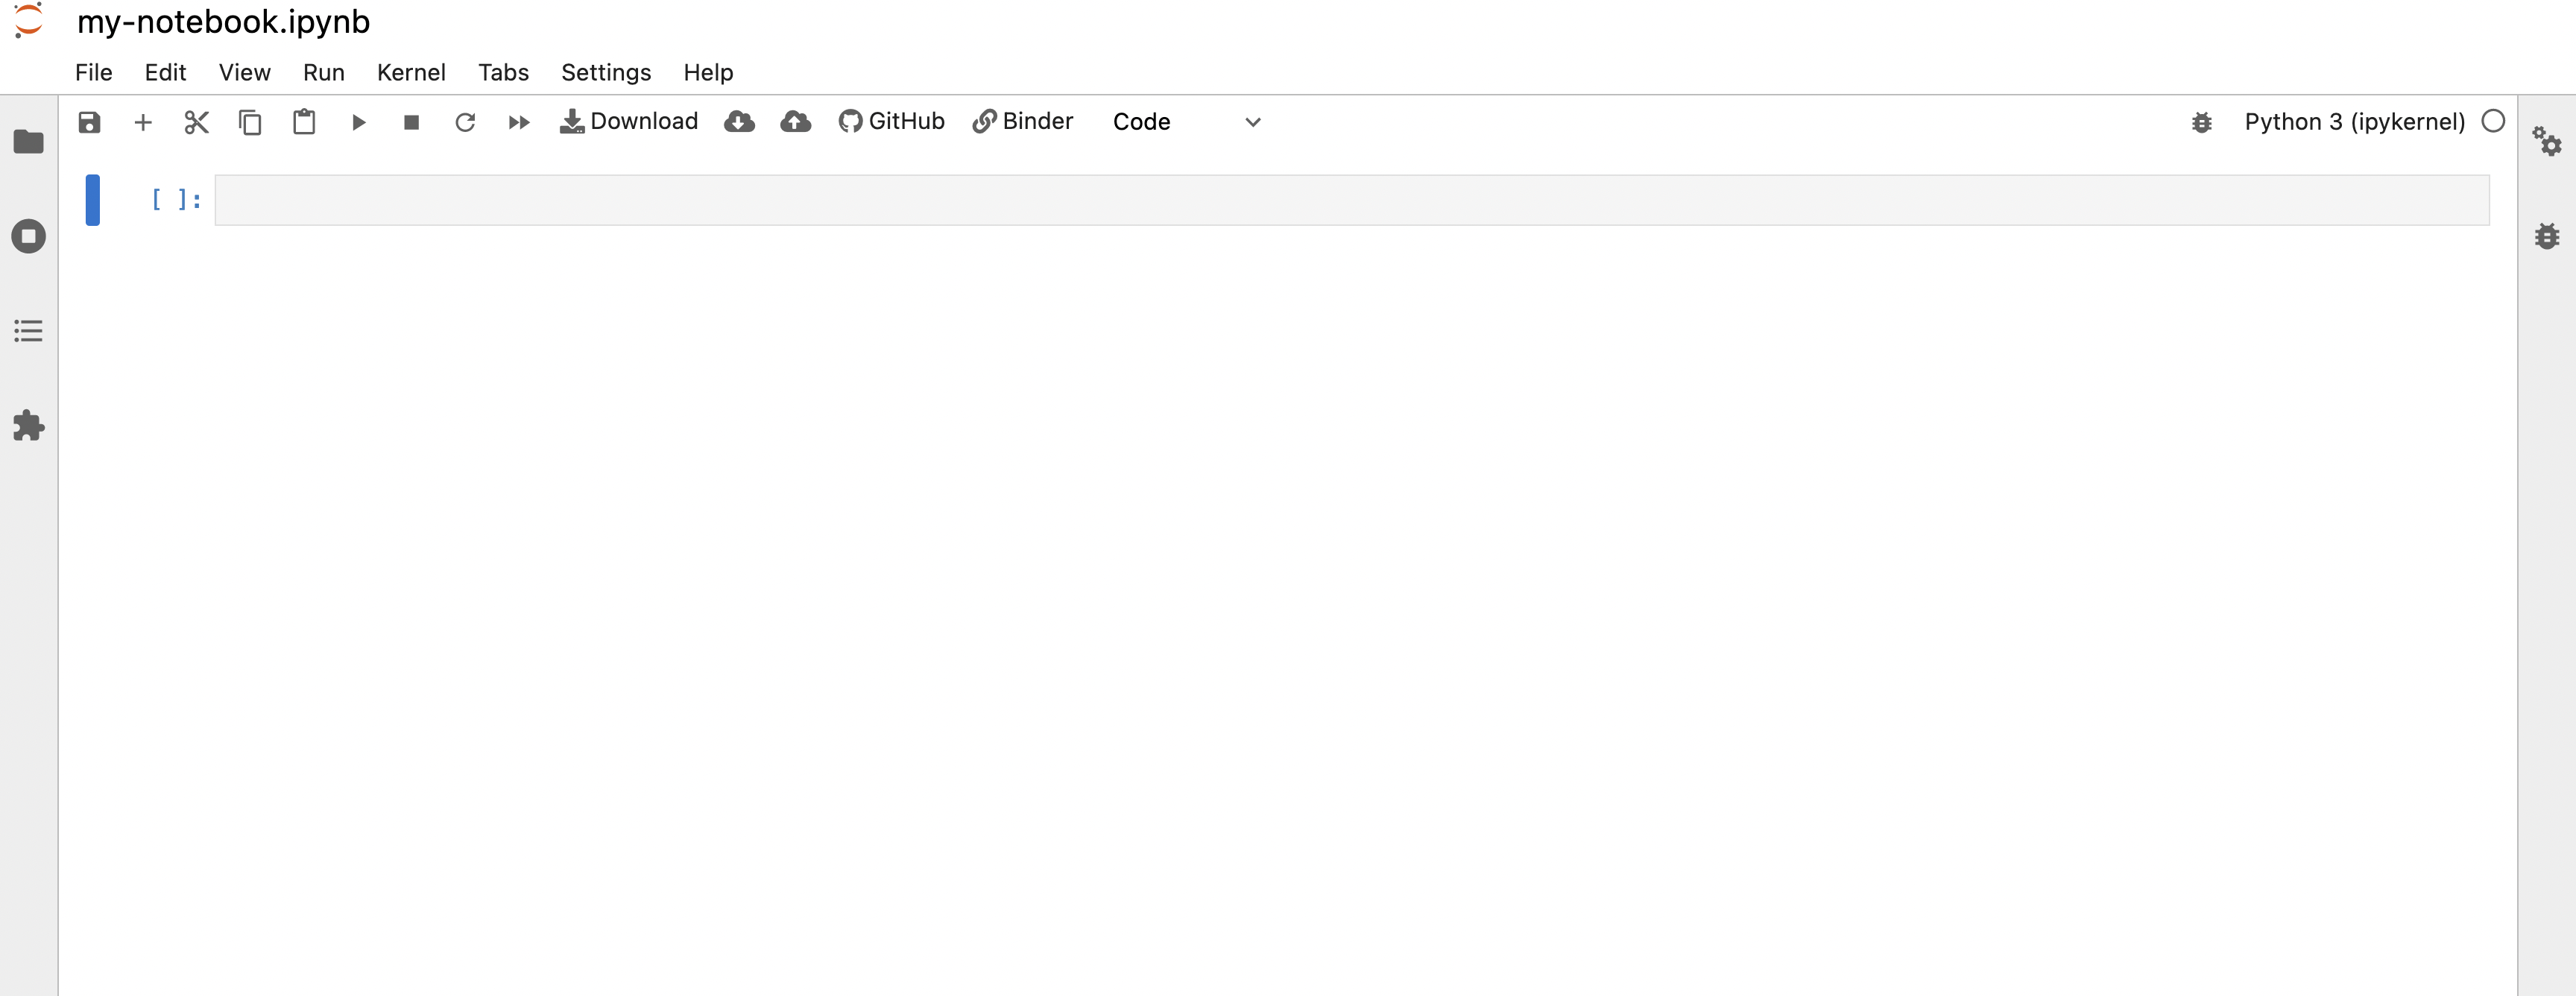 my-notebook.ipynb
File Edit View Run Kernel Tabs Settings Help
Download GitHub Binder Code Python 3 (ipykernel)
[ ]: